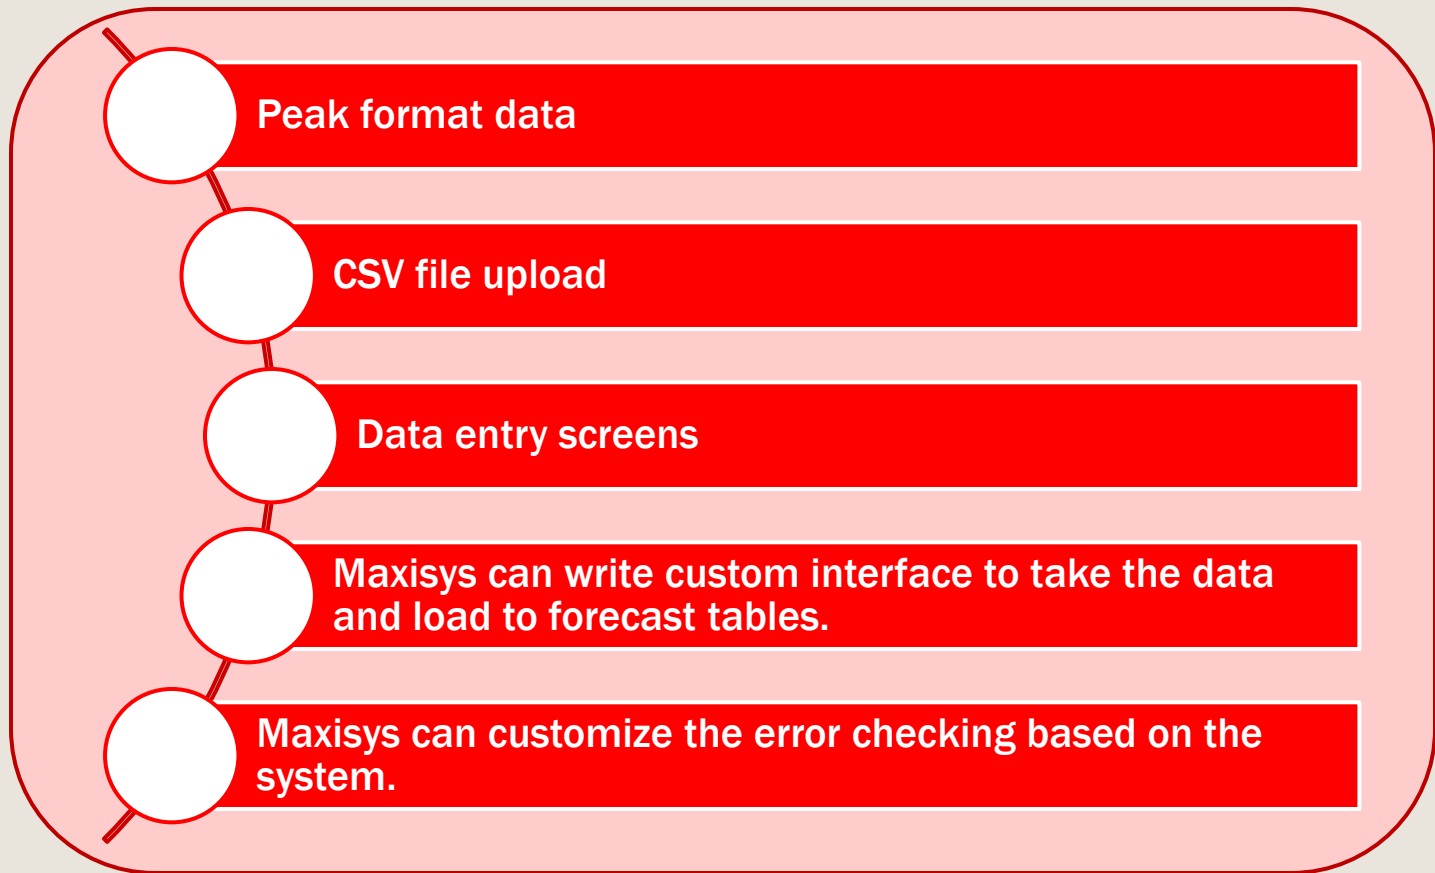 Peak format data
CSV file upload
Data entry screens
Maxisys can write custom interface to take the data
and load to forecast tables.
Maxisys can customize the error checking based on the
system.